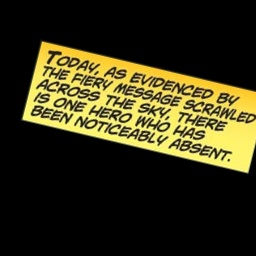 TODAY, AS EVIDENCED BY
THE FIERY MESSAGE SCRAWLED
ACROSS THE SKY, THERE
IS ONE HERO WHO HAS
BEEN NOTICEABLY ABSENT.